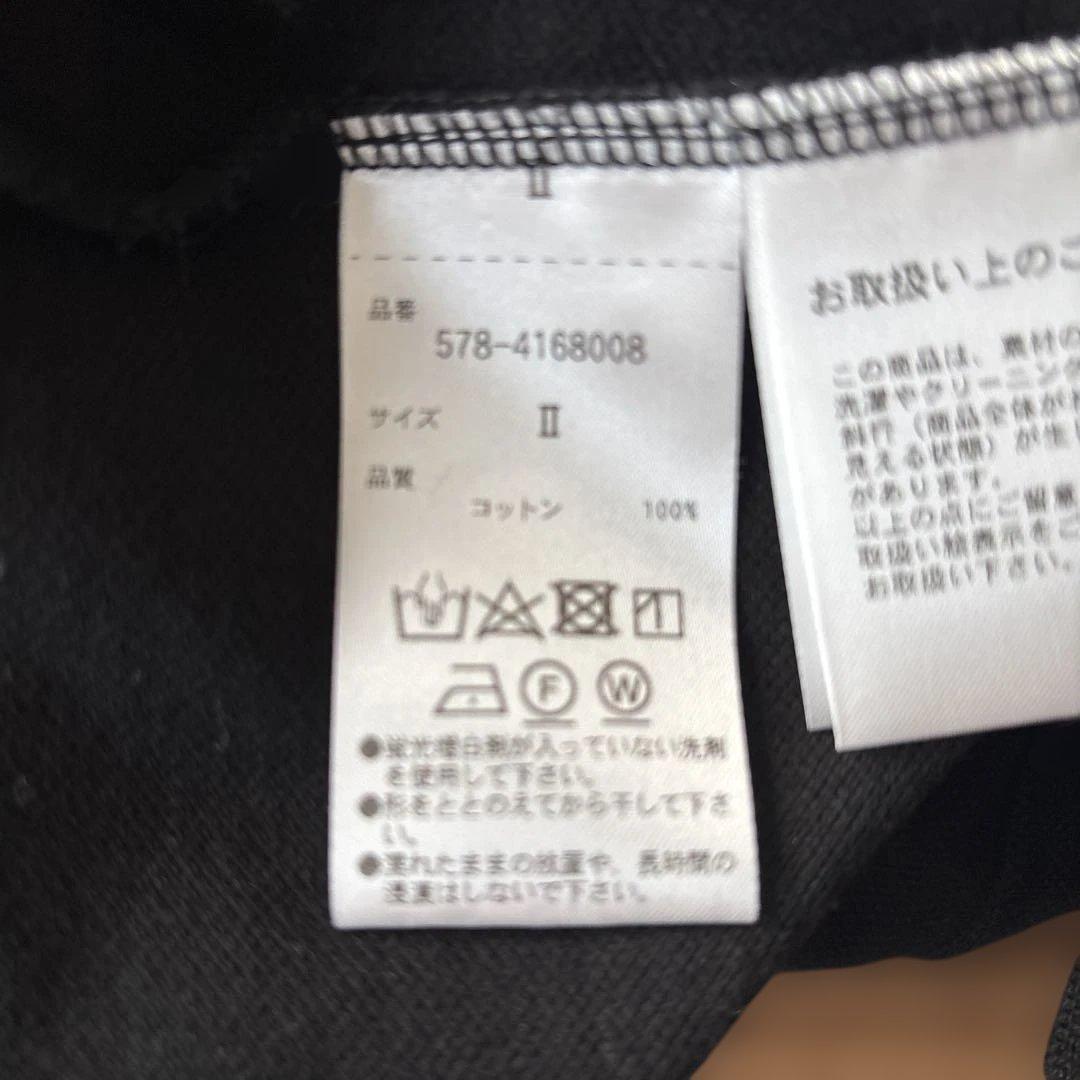 II
品番
578-4168008
サイズ II
品質
コットン 100%
F W
●蛍光増白剤が入っていない洗剤
を使用して下さい。
●形をととのえてから干して下さ
い。
●濡れたままの放置や、長時間の
浸漬はしないで下さい。
お取扱い上のご
この商品は、素材の
洗濯やクリーニング
斜行（商品全体が
見える状態）が生じ
があります。
以上の点にご留意
取扱い絵表示をご
お取扱い下さい。